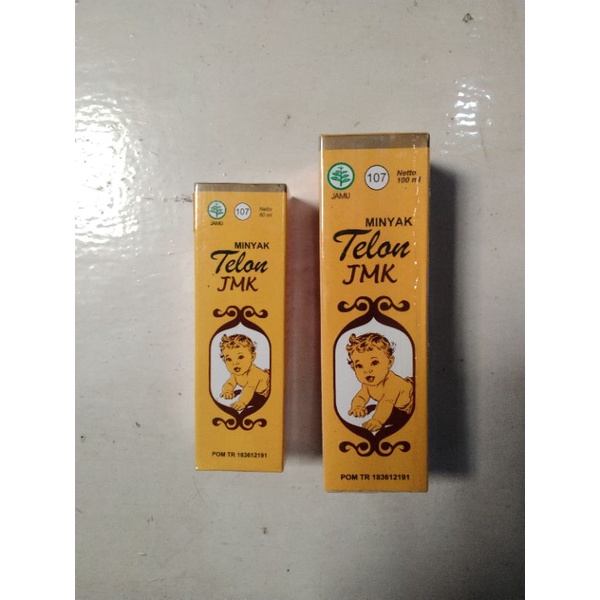 JAMU
107
Netto
60 ml
MINYAK
Telon
JMK
POM TR 183612191
JAMU
107
Netto
100 ml
MINYAK
Telon
JMK
POM TR 183612191